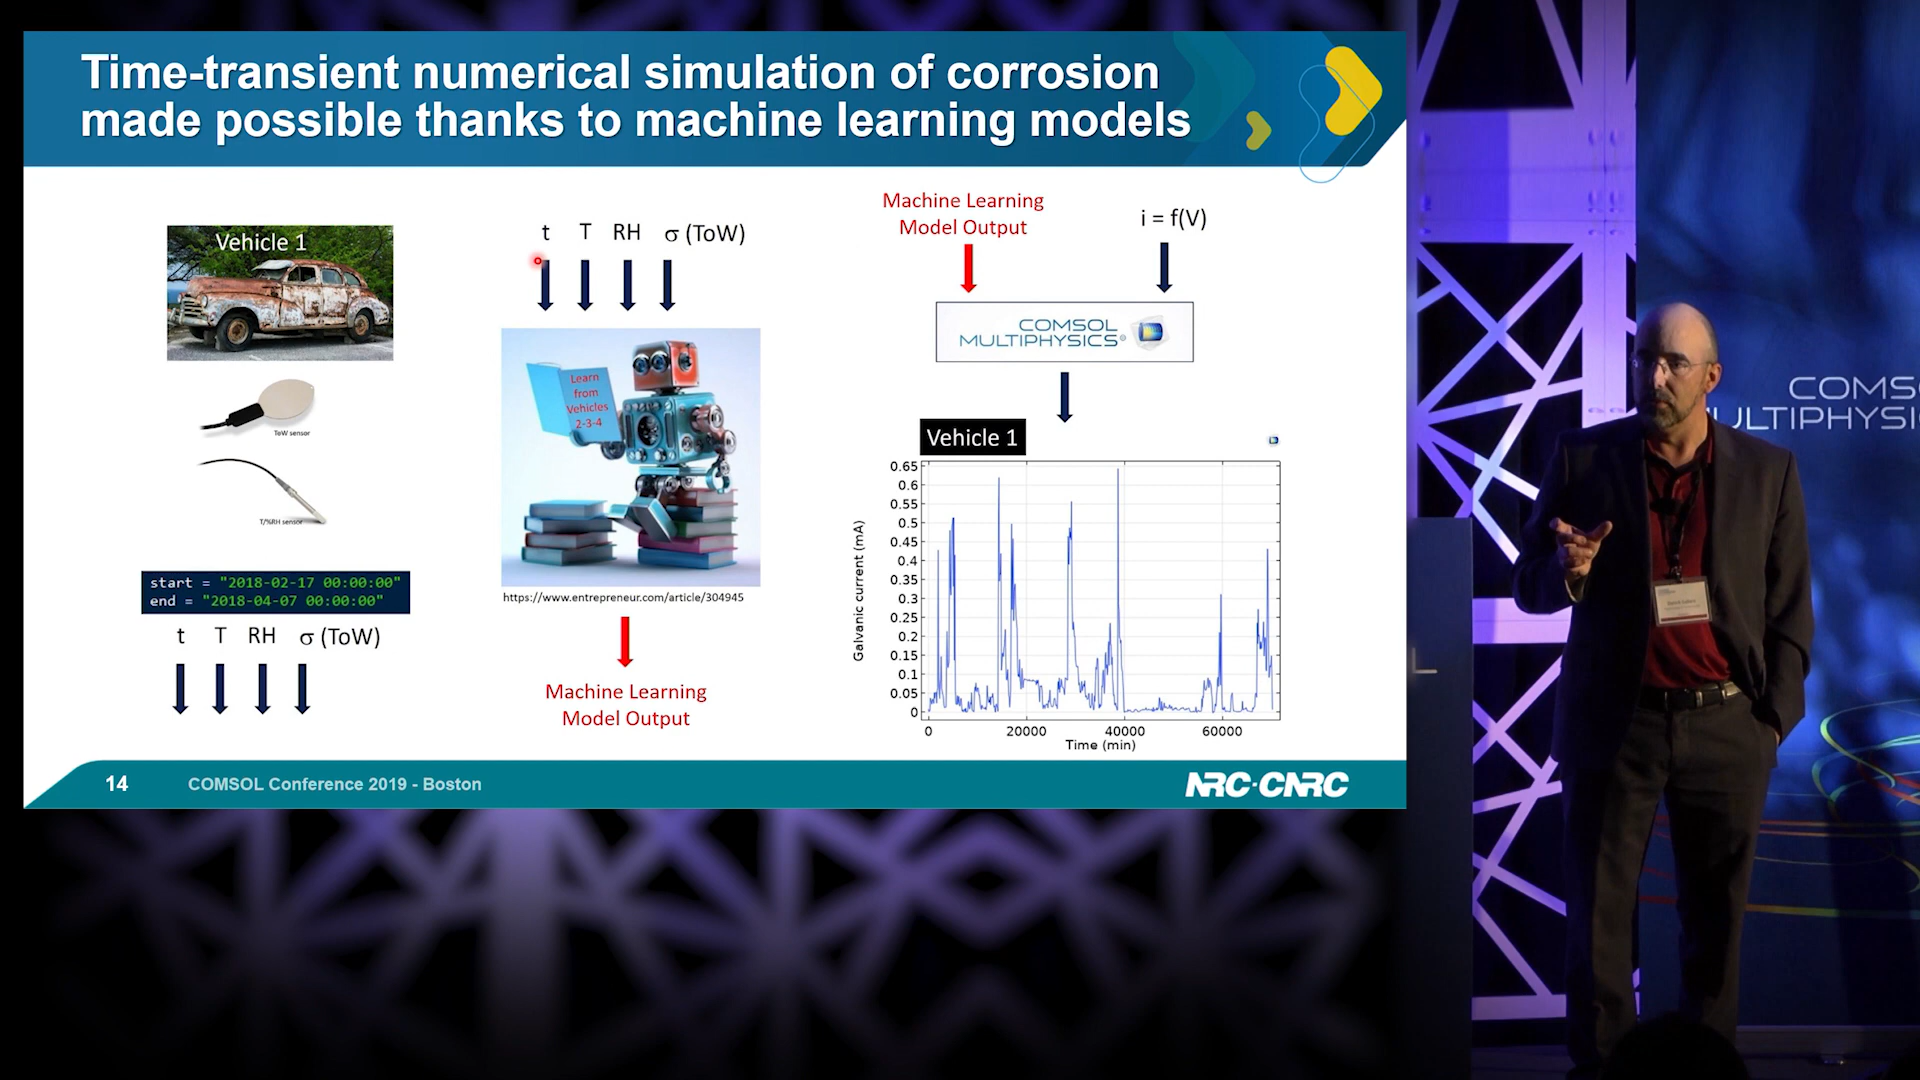 Time-transient numerical simulation of corrosion
made possible thanks to machine learning models
Vehicle 1
ToW sensor
T/%RH sensor
start = "2018-02-17 00:00:00"
end = "2018-04-07 00:00:00"
t T RH σ (ToW)
t T RH σ (ToW)
Learn
from
Vehicles
2-3-4
https://www.entrepreneur.com/article/304945
Machine Learning
Model Output
Machine Learning
Model Output
i = f(V)
COMSOL
MULTIPHYSICS®
Vehicle 1
0.65
0.6
0.55
0.5
0.45
0.4
0.35
0.3
0.25
0.2
0.15
0.1
0.05
0
Galvanic current (mA)
0 20000 40000 60000
Time (min)
14 COMSOL Conference 2019 - Boston
NRC·CNRC
COMS
ULTIPHYSI
L